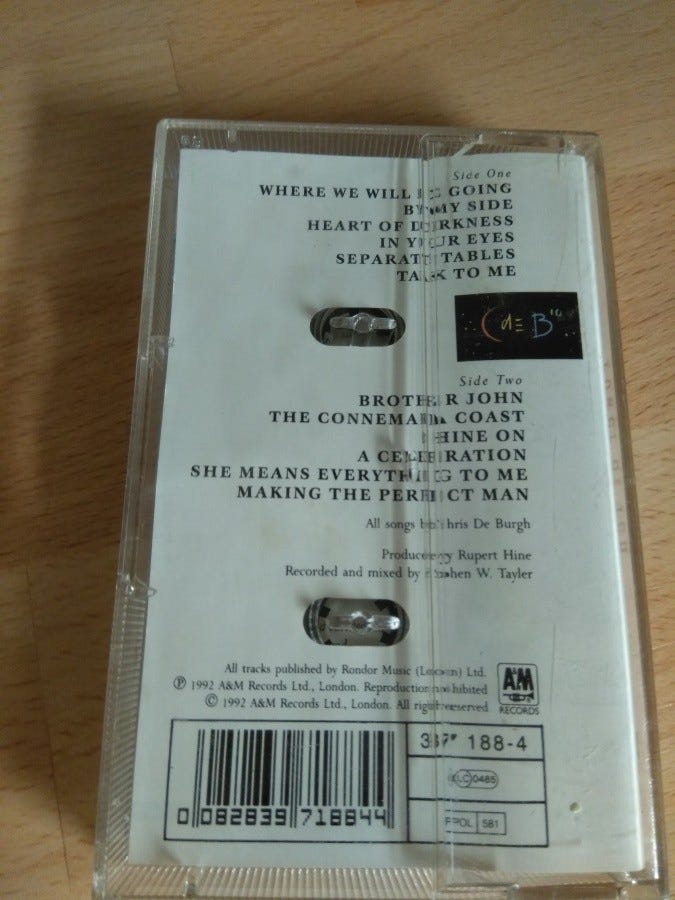 Side One
WHERE WE WILL BE GOING
BY MY SIDE
HEART OF DARKNESS
IN YOUR EYES
SEPARATE TABLES
TALK TO ME
CdeB
Side Two
BROTHER JOHN
THE CONNEMARA COAST
SHINE ON
A CELEBRATION
SHE MEANS EVERYTHING TO ME
MAKING THE PERFECT MAN
All songs by Chris De Burgh
Produced by Rupert Hine
Recorded and mixed by Stephen W. Tayler
All tracks published by Rondor Music (London) Ltd.
℗ 1992 A&M Records Ltd., London. Reproduction prohibited
© 1992 A&M Records Ltd., London. All rights reserved
A&M
RECORDS
188-4
LC 0485
POL 581
0 082839 718844